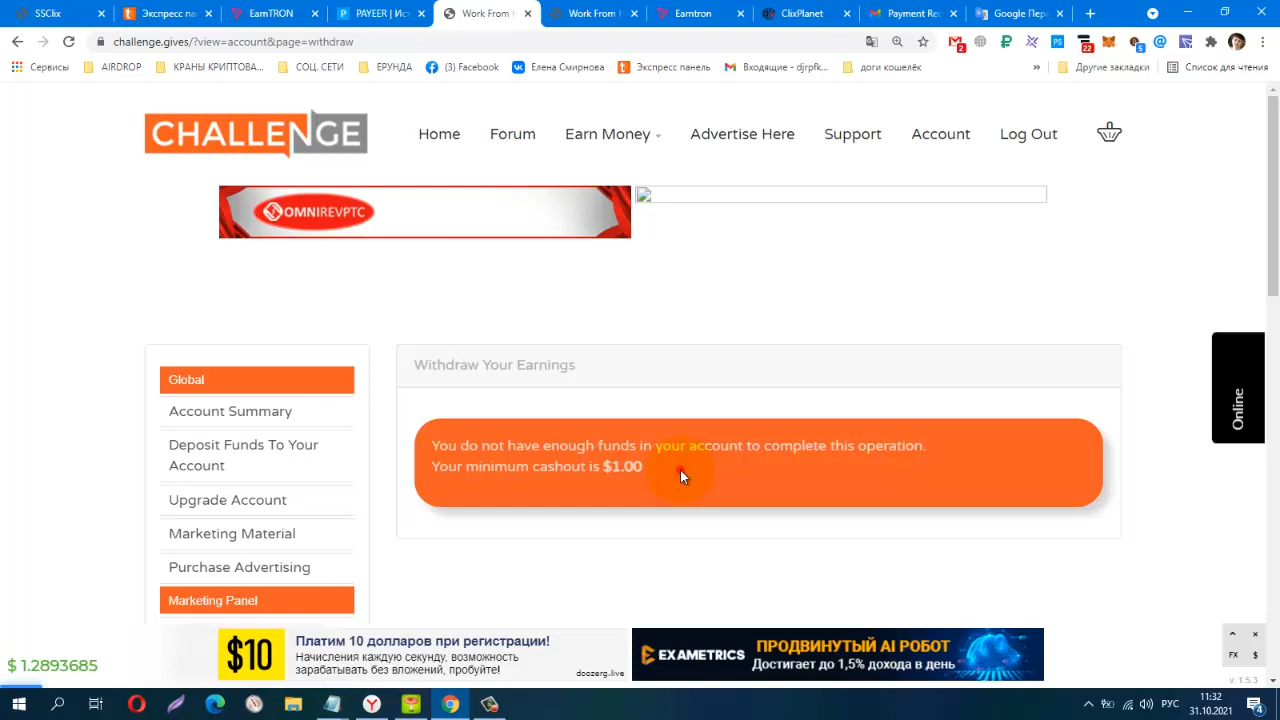 SSClix
Экспресс па
EarnTRON
PAYEER | Ис
Work From H
Work From H
Earntron
ClixPlanet
Payment Rec
Google Пер
challenge.gives/?view=account&page=withdraw
Сервисы
AIRDROP
КРАНЫ КРИПТОВА...
СОЦ. СЕТИ
ЕРУНДА
(3) Facebook
Елена Смирнова
Экспресс панель
Входящие - djrpfk...
доги кошелёк
»
Другие закладки
Список для чтения
CHALLENGE
Home
Forum
Earn Money
Advertise Here
Support
Account
Log Out
OMNIREVPTC
Global
Account Summary
Deposit Funds To Your
Account
Upgrade Account
Marketing Material
Purchase Advertising
Marketing Panel
Withdraw Your Earnings
You do not have enough funds in your account to complete this operation.
Your minimum cashout is $1.00
Online
$10
Платим 10 долларов при регистрации!
Начисления каждую секунду, возможность
зарабатывать без вложений, пробуйте!
doozerg.live
EXAMETRICS
ПРОДВИНУТЫЙ AI РОБОТ
Достигает до 1,5% дохода в день
$ 1.2893685
FX $
v. 1.5.3
РУС
11:32
31.10.2021